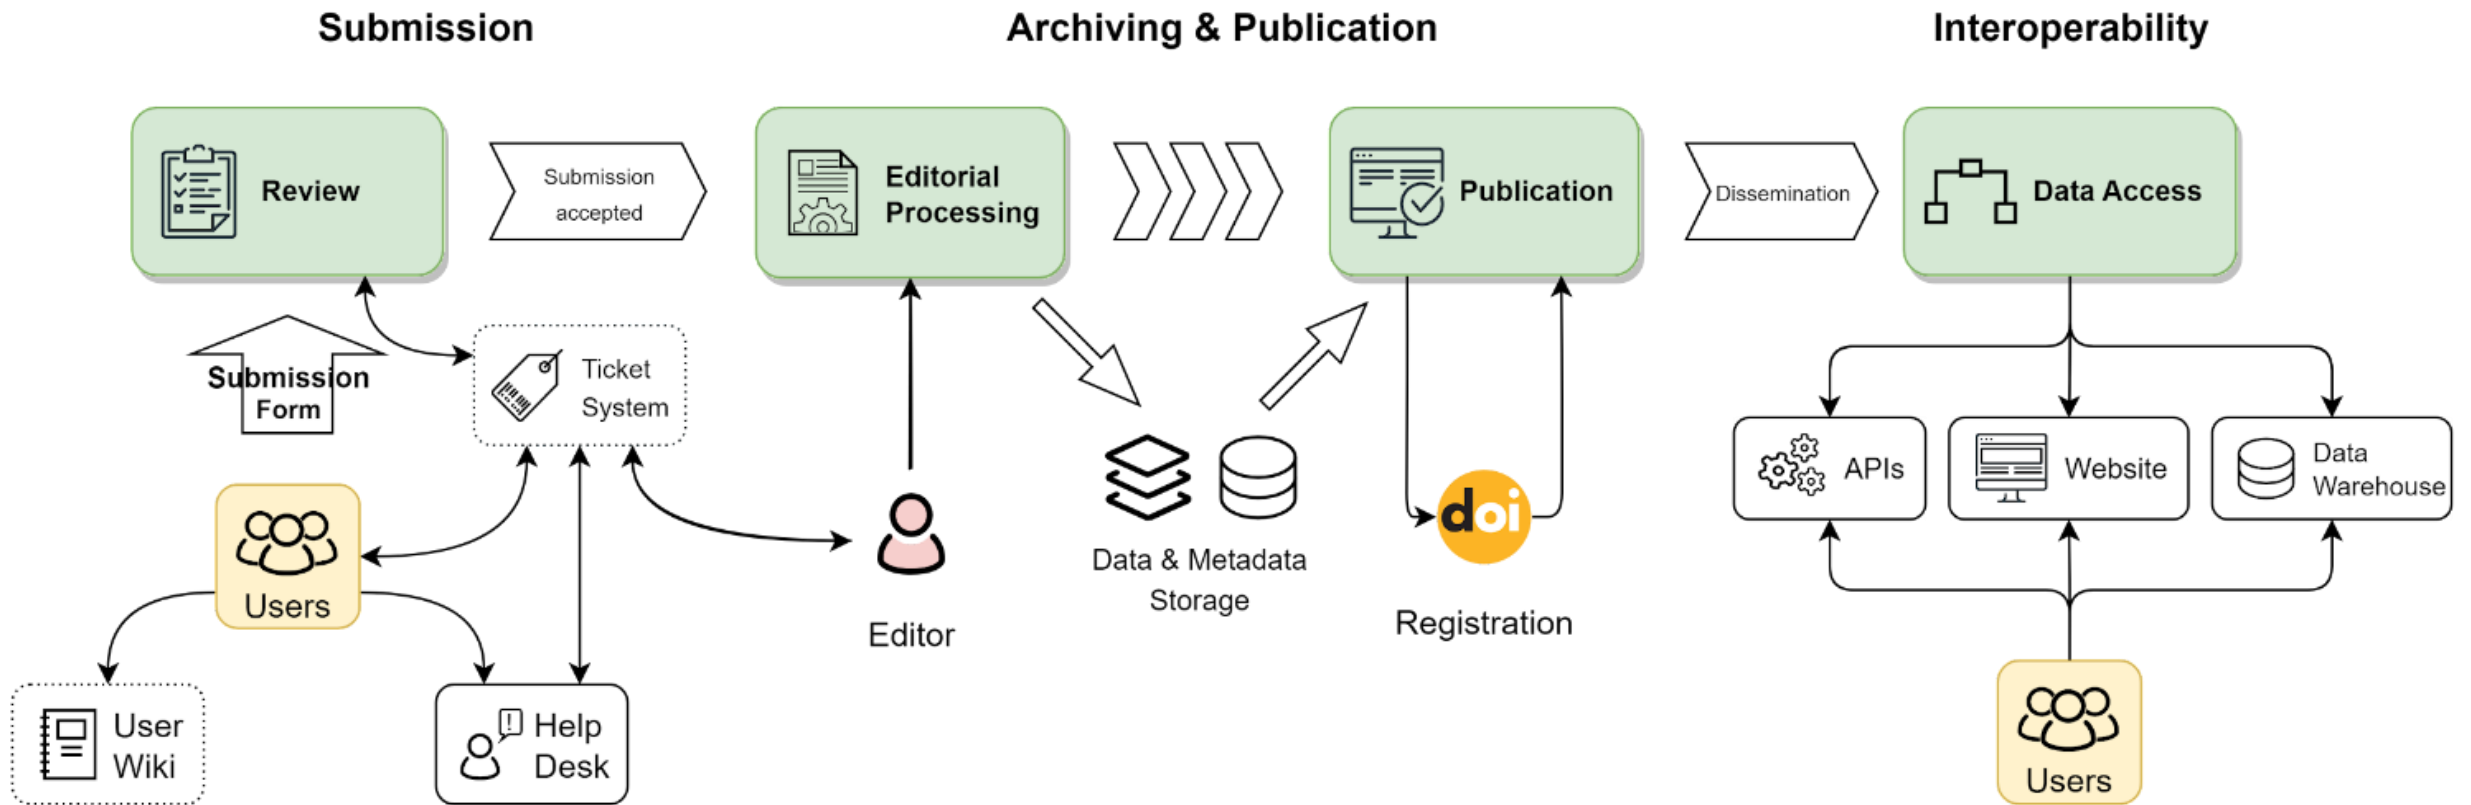 Submission
Archiving & Publication
Interoperability
Review
Submission
accepted
Editorial
Processing
Publication
Dissemination
Data Access
Submission
Form
Ticket
System
Users
User
Wiki
Help
Desk
Editor
Data & Metadata
Storage
doi
Registration
APIs
Website
Data
Warehouse
Users